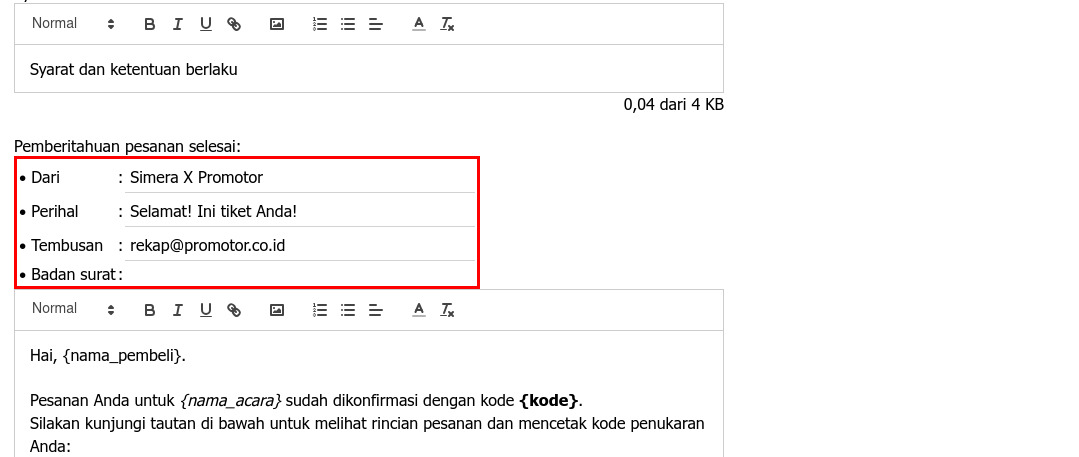 Normal
Syarat dan ketentuan berlaku
0,04 dari 4 KB
Pemberitahuan pesanan selesai:
• Dari : Simera X Promotor
• Perihal : Selamat! Ini tiket Anda!
• Tembusan : rekap@promotor.co.id
• Badan surat:
Normal
Hai, {nama_pembeli}.
Pesanan Anda untuk {nama_acara} sudah dikonfirmasi dengan kode {kode}.
Silakan kunjungi tautan di bawah untuk melihat rincian pesanan dan mencetak kode penukaran
Anda: